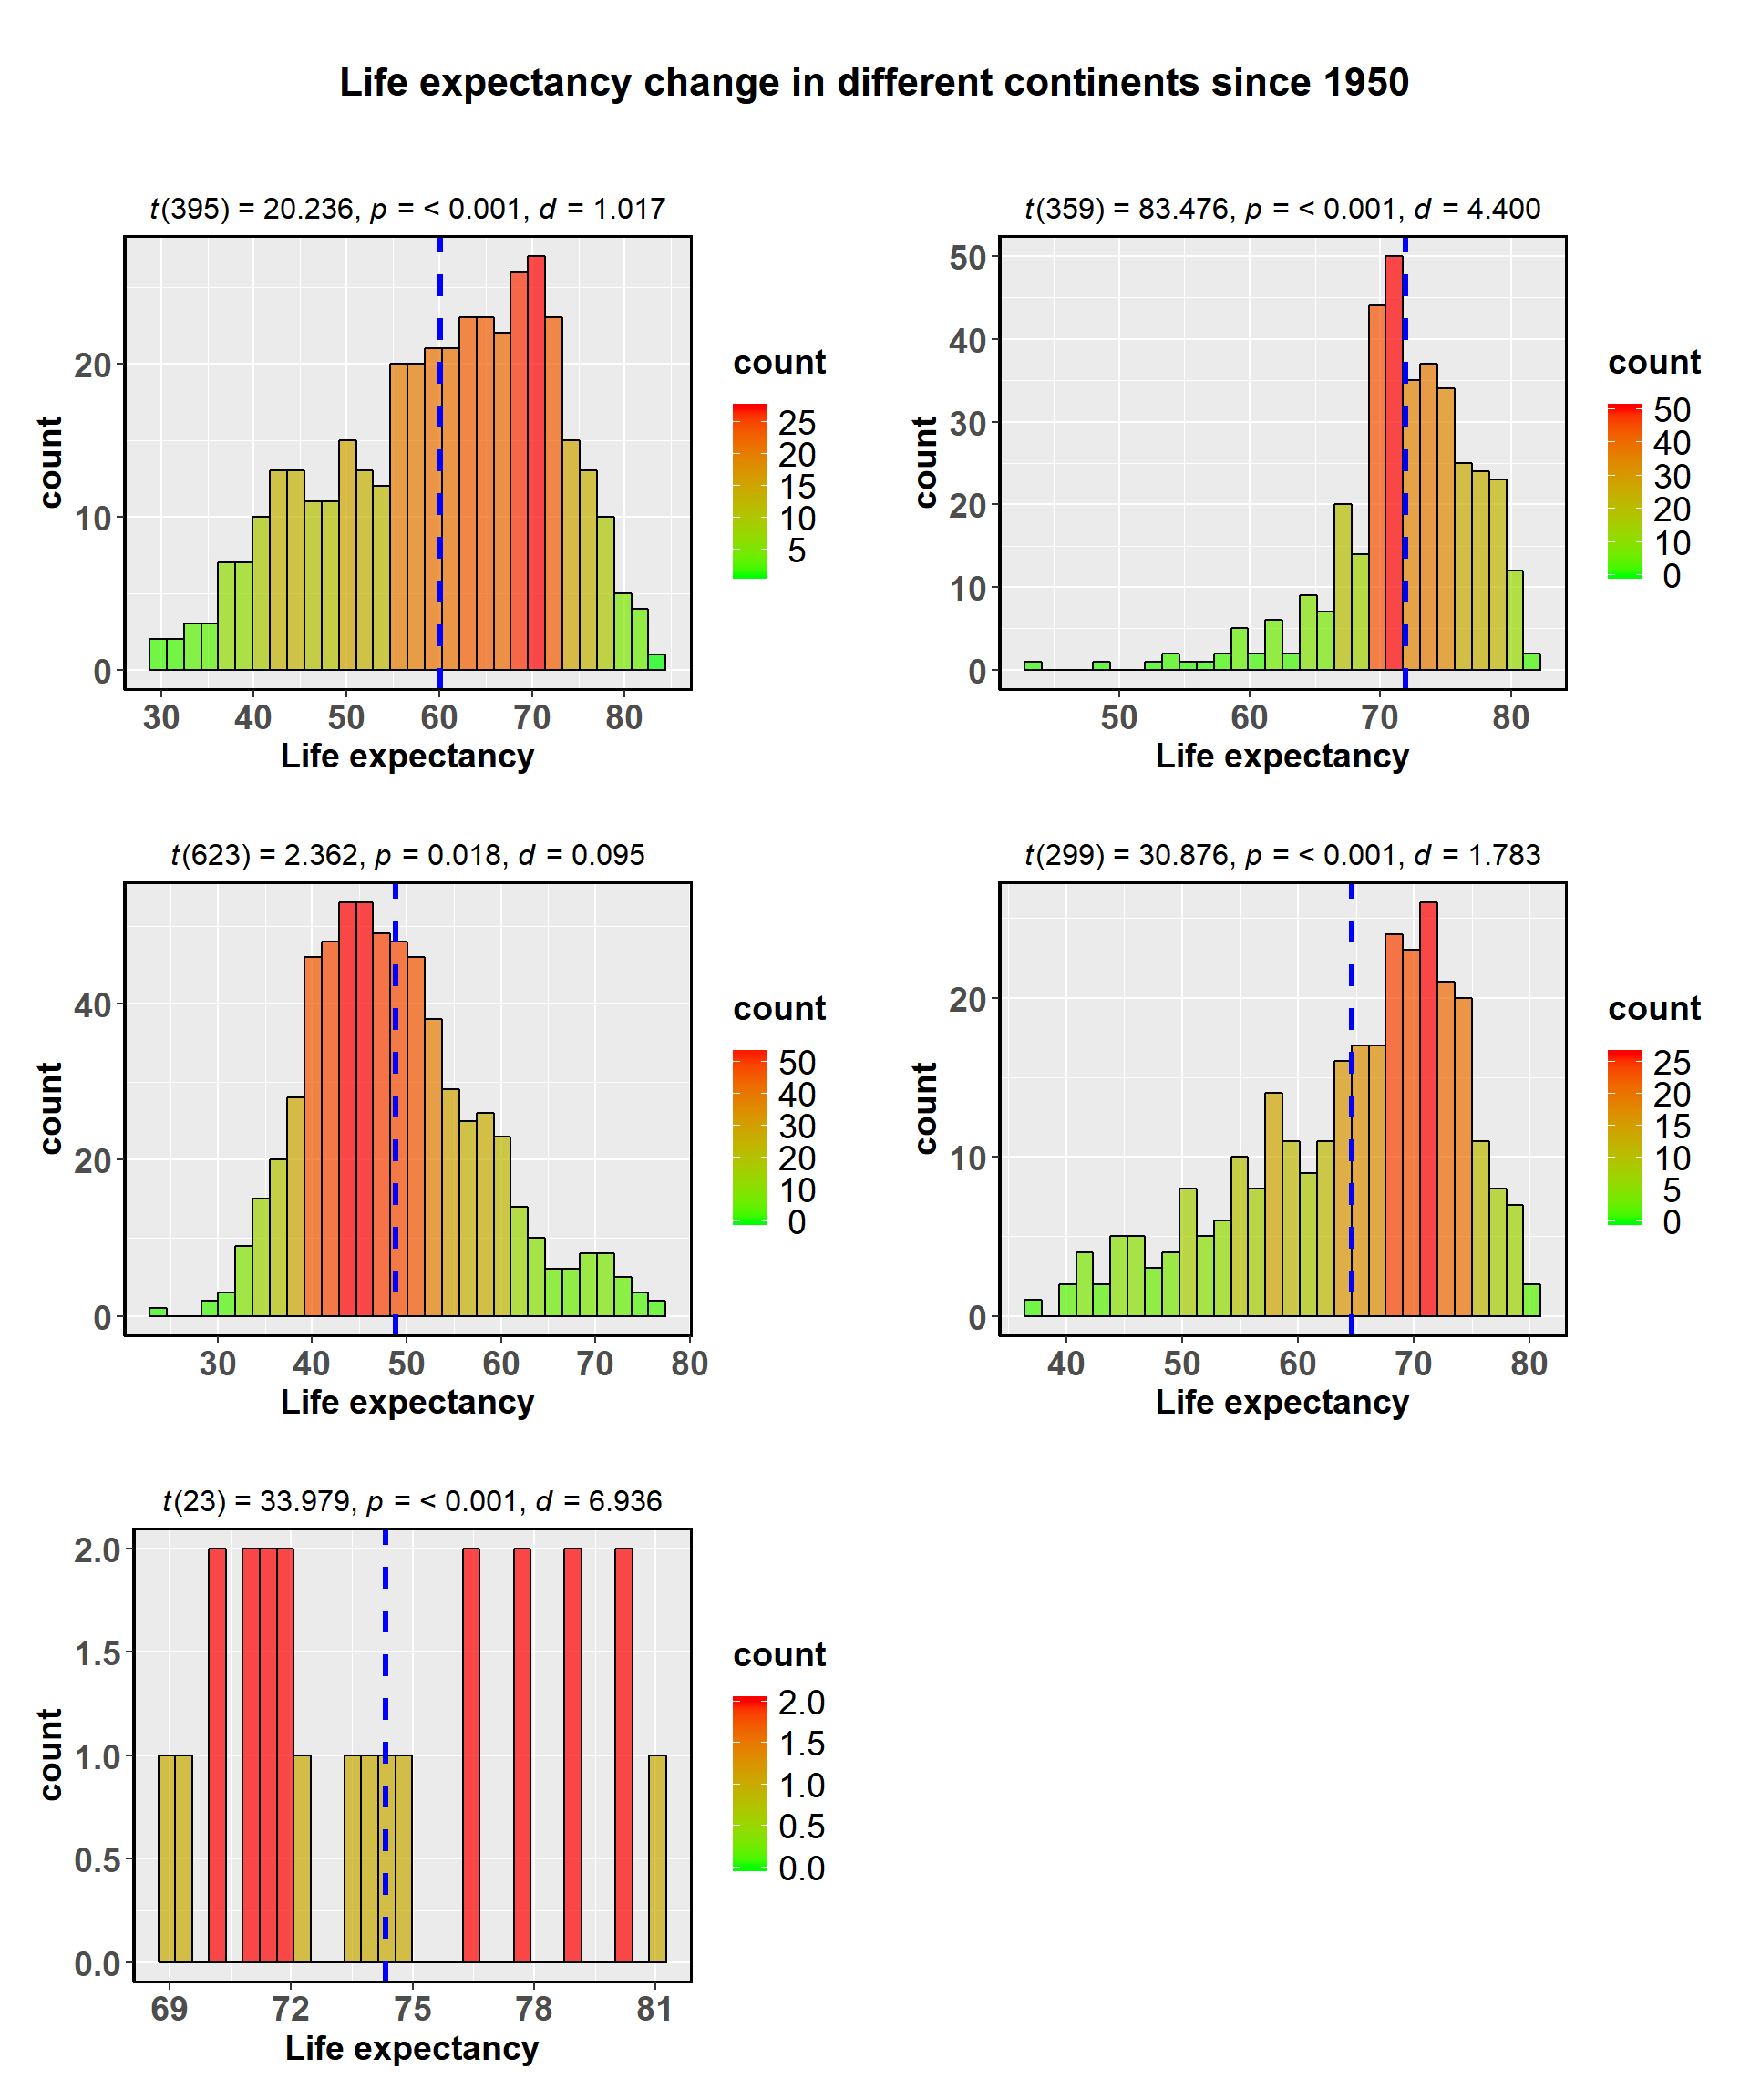 Life expectancy change in different continents since 1950
t(395) = 20.236, p = < 0.001, d = 1.017
count
20
10
0
30 40 50 60 70 80
Life expectancy
count
25
20
15
10
5
t(359) = 83.476, p = < 0.001, d = 4.400
count
50
40
30
20
10
0
50 60 70 80
Life expectancy
count
50
40
30
20
10
0
t(623) = 2.362, p = 0.018, d = 0.095
count
40
20
0
30 40 50 60 70 80
Life expectancy
count
50
40
30
20
10
0
t(299) = 30.876, p = < 0.001, d = 1.783
count
20
10
0
40 50 60 70 80
Life expectancy
count
25
20
15
10
5
0
t(23) = 33.979, p = < 0.001, d = 6.936
count
2.0
1.5
1.0
0.5
0.0
69 72 75 78 81
Life expectancy
count
2.0
1.5
1.0
0.5
0.0